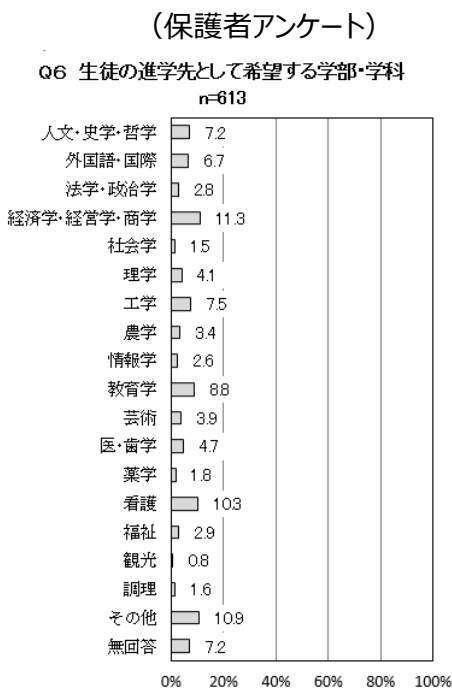 （保護者アンケート）
Q6 生徒の進学先として希望する学部・学科
n=613
人文・史学・哲学 7.2
外国語・国際 6.7
法学・政治学 2.8
経済学・経営学・商学 11.3
社会学 1.5
理学 4.1
工学 7.5
農学 3.4
情報学 2.6
教育学 8.8
芸術 3.9
医・歯学 4.7
薬学 1.8
看護 10.3
福祉 2.9
観光 0.8
調理 1.6
その他 10.9
無回答 7.2
0% 20% 40% 60% 80% 100%